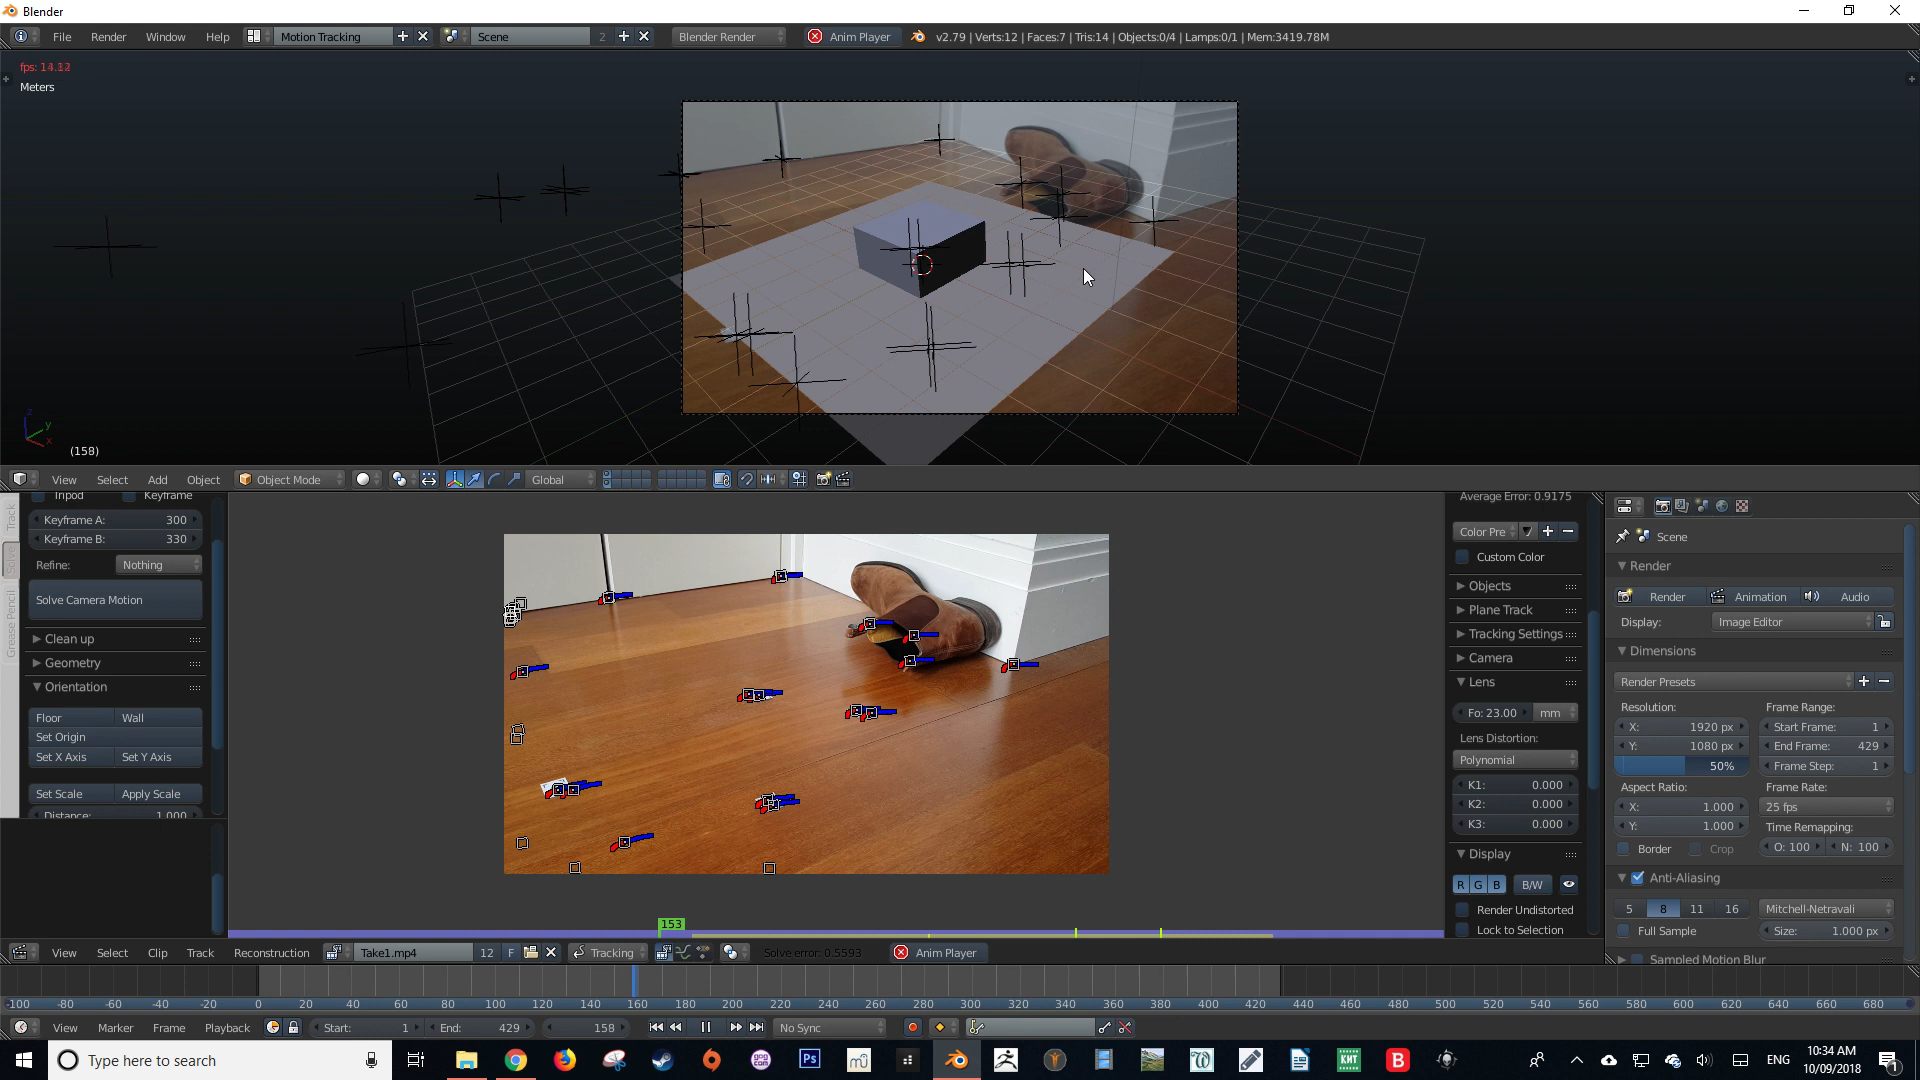 Blender
File Render Window Help Motion Tracking Scene 2 Blender Render Anim Player v2.79 | Verts:12 | Faces:7 | Tris:14 | Objects:0/4 | Lamps:0/1 | Mem:3419.78M
Meters
(158)
View Select Add Object Object Mode Global
Tripod Keyframe
Keyframe A: 300
Keyframe B: 330
Refine: Nothing
Solve Camera Motion
Clean up
Geometry
Orientation
Floor Wall
Set Origin
Set X Axis Set Y Axis
Set Scale Apply Scale
Distance: 1.000
Track
Solve
Grease Pencil
153
Average Error: 0.9175
Color Pre
Custom Color
Objects
Plane Track
Tracking Settings
Camera
Lens
Fo: 23.00 mm
Lens Distortion:
Polynomial
K1: 0.000
K2: 0.000
K3: 0.000
Display
R G B B/W
Render Undistorted
Lock to Selection
Scene
Render
Render Animation Audio
Display: Image Editor
Dimensions
Render Presets
Resolution: Frame Range:
X: 1920 px Start Frame: 1
Y: 1080 px End Frame: 429
50% Frame Step: 1
Aspect Ratio: Frame Rate:
X: 1.000 25 fps
Y: 1.000 Time Remapping:
Border Crop O: 100 N: 100
Anti-Aliasing
5 8 11 16 Mitchell-Netravali
Full Sample Size: 1.000 px
Sampled Motion Blur
View Select Clip Track Reconstruction Take1.mp4 12 F Tracking Solve error: 0.5593 Anim Player
-100 -80 -60 -40 -20 0 20 40 60 80 100 120 140 160 180 200 220 240 260 280 300 320 340 360 380 400 420 440 460 480 500 520 540 560 580 600 620 640 660 680
View Marker Frame Playback Start: 1 End: 429 158 No Sync
Type here to search Ps KHT B ENG 10:34 AM
10/09/2018 1